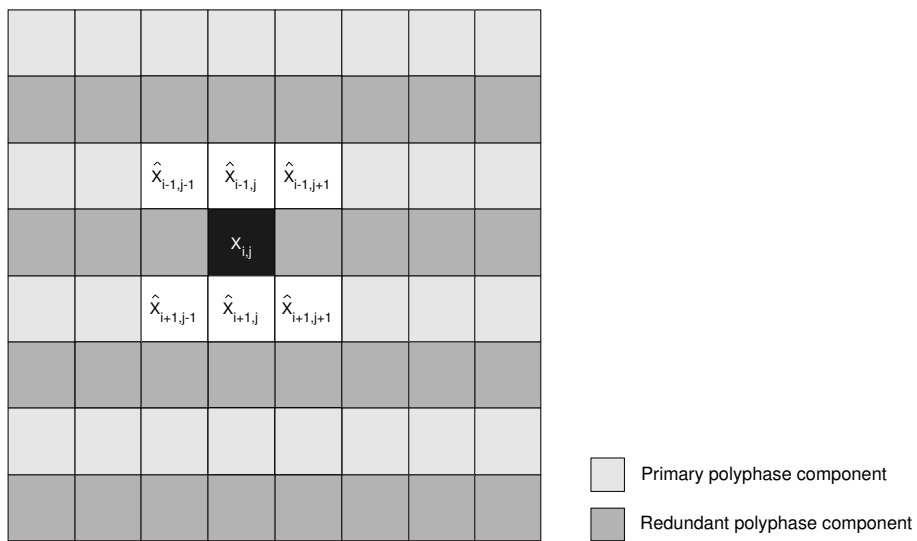 X̂i-1,j-1 X̂i-1,j X̂i-1,j+1
Xi,j
X̂i+1,j-1 X̂i+1,j X̂i+1,j+1
Primary polyphase component
Redundant polyphase component